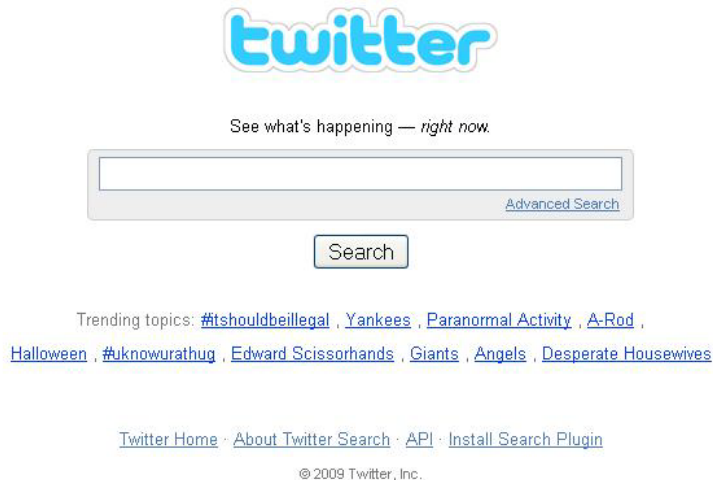 twitter
See what's happening — right now.
Advanced Search
Search
Trending topics: #itshouldbeillegal , Yankees , Paranormal Activity , A-Rod ,
Halloween , #uknowurathug , Edward Scissorhands , Giants , Angels , Desperate Housewives
Twitter Home · About Twitter Search · API · Install Search Plugin
© 2009 Twitter, Inc.